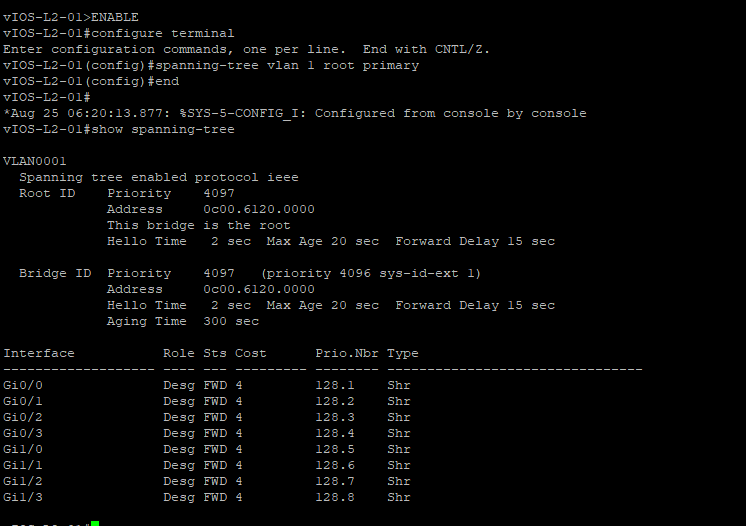 vIOS-L2-01>ENABLE
vIOS-L2-01#configure terminal
Enter configuration commands, one per line.  End with CNTL/Z.
vIOS-L2-01(config)#spanning-tree vlan 1 root primary
vIOS-L2-01(config)#end
vIOS-L2-01#
*Aug 25 06:20:13.877: %SYS-5-CONFIG_I: Configured from console by console
vIOS-L2-01#show spanning-tree

VLAN0001
  Spanning tree enabled protocol ieee
  Root ID    Priority    4097
             Address     0c00.6120.0000
             This bridge is the root
             Hello Time   2 sec  Max Age 20 sec  Forward Delay 15 sec

  Bridge ID  Priority    4097   (priority 4096 sys-id-ext 1)
             Address     0c00.6120.0000
             Hello Time   2 sec  Max Age 20 sec  Forward Delay 15 sec
             Aging Time  300 sec

Interface           Role Sts Cost      Prio.Nbr Type
------------------- ---- --- --------- -------- --------------------------------
Gi0/0               Desg FWD 4         128.1    Shr
Gi0/1               Desg FWD 4         128.2    Shr
Gi0/2               Desg FWD 4         128.3    Shr
Gi0/3               Desg FWD 4         128.4    Shr
Gi1/0               Desg FWD 4         128.5    Shr
Gi1/1               Desg FWD 4         128.6    Shr
Gi1/2               Desg FWD 4         128.7    Shr
Gi1/3               Desg FWD 4         128.8    Shr